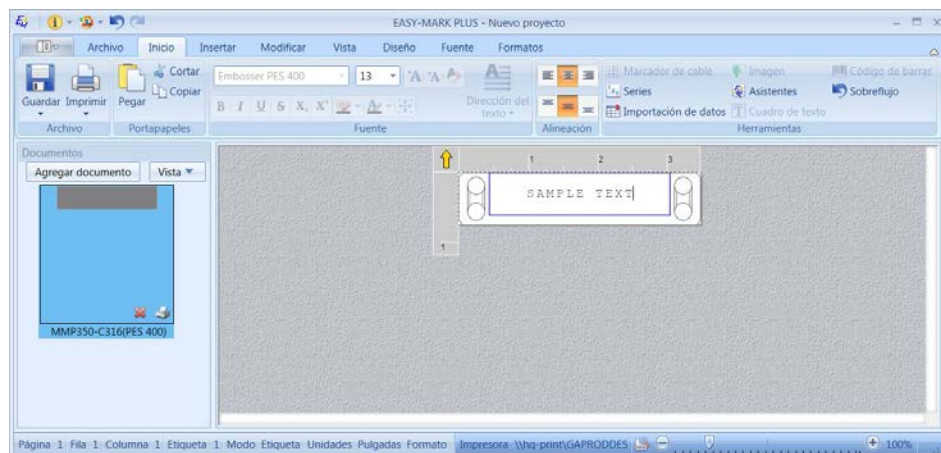 EASY-MARK PLUS - Nuevo proyecto
Archivo Inicio Insertar Modificar Vista Diseño Fuente Formatos
Guardar Imprimir Pegar Cortar Copiar
Embosser PES 400 13 A A
B I U S X, X'
Dirección del texto
Marcador de cable Imagen Código de barras
Series Asistentes Sobreflujo
Importación de datos Cuadro de texto
Archivo Portapapeles Fuente Alineación Herramientas
Documentos
Agregar documento Vista
1 2 3
SAMPLE TEXT
1
MMP350-C316(PES 400)
Página 1 Fila 1 Columna 1 Etiqueta 1 Modo Etiqueta Unidades Pulgadas Formato Impresora \\hq-print\GAPRODDES 100%